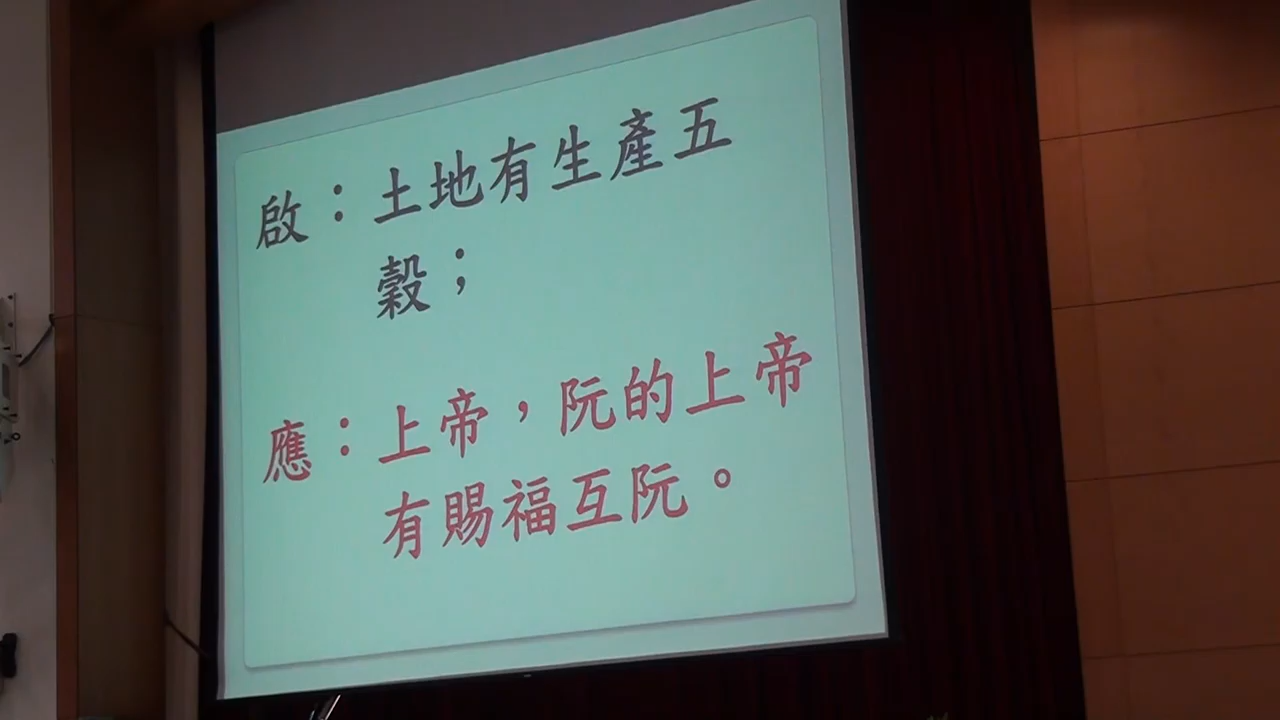 啟：土地有生產五
穀；
應：上帝，阮的上帝
有賜福互阮。